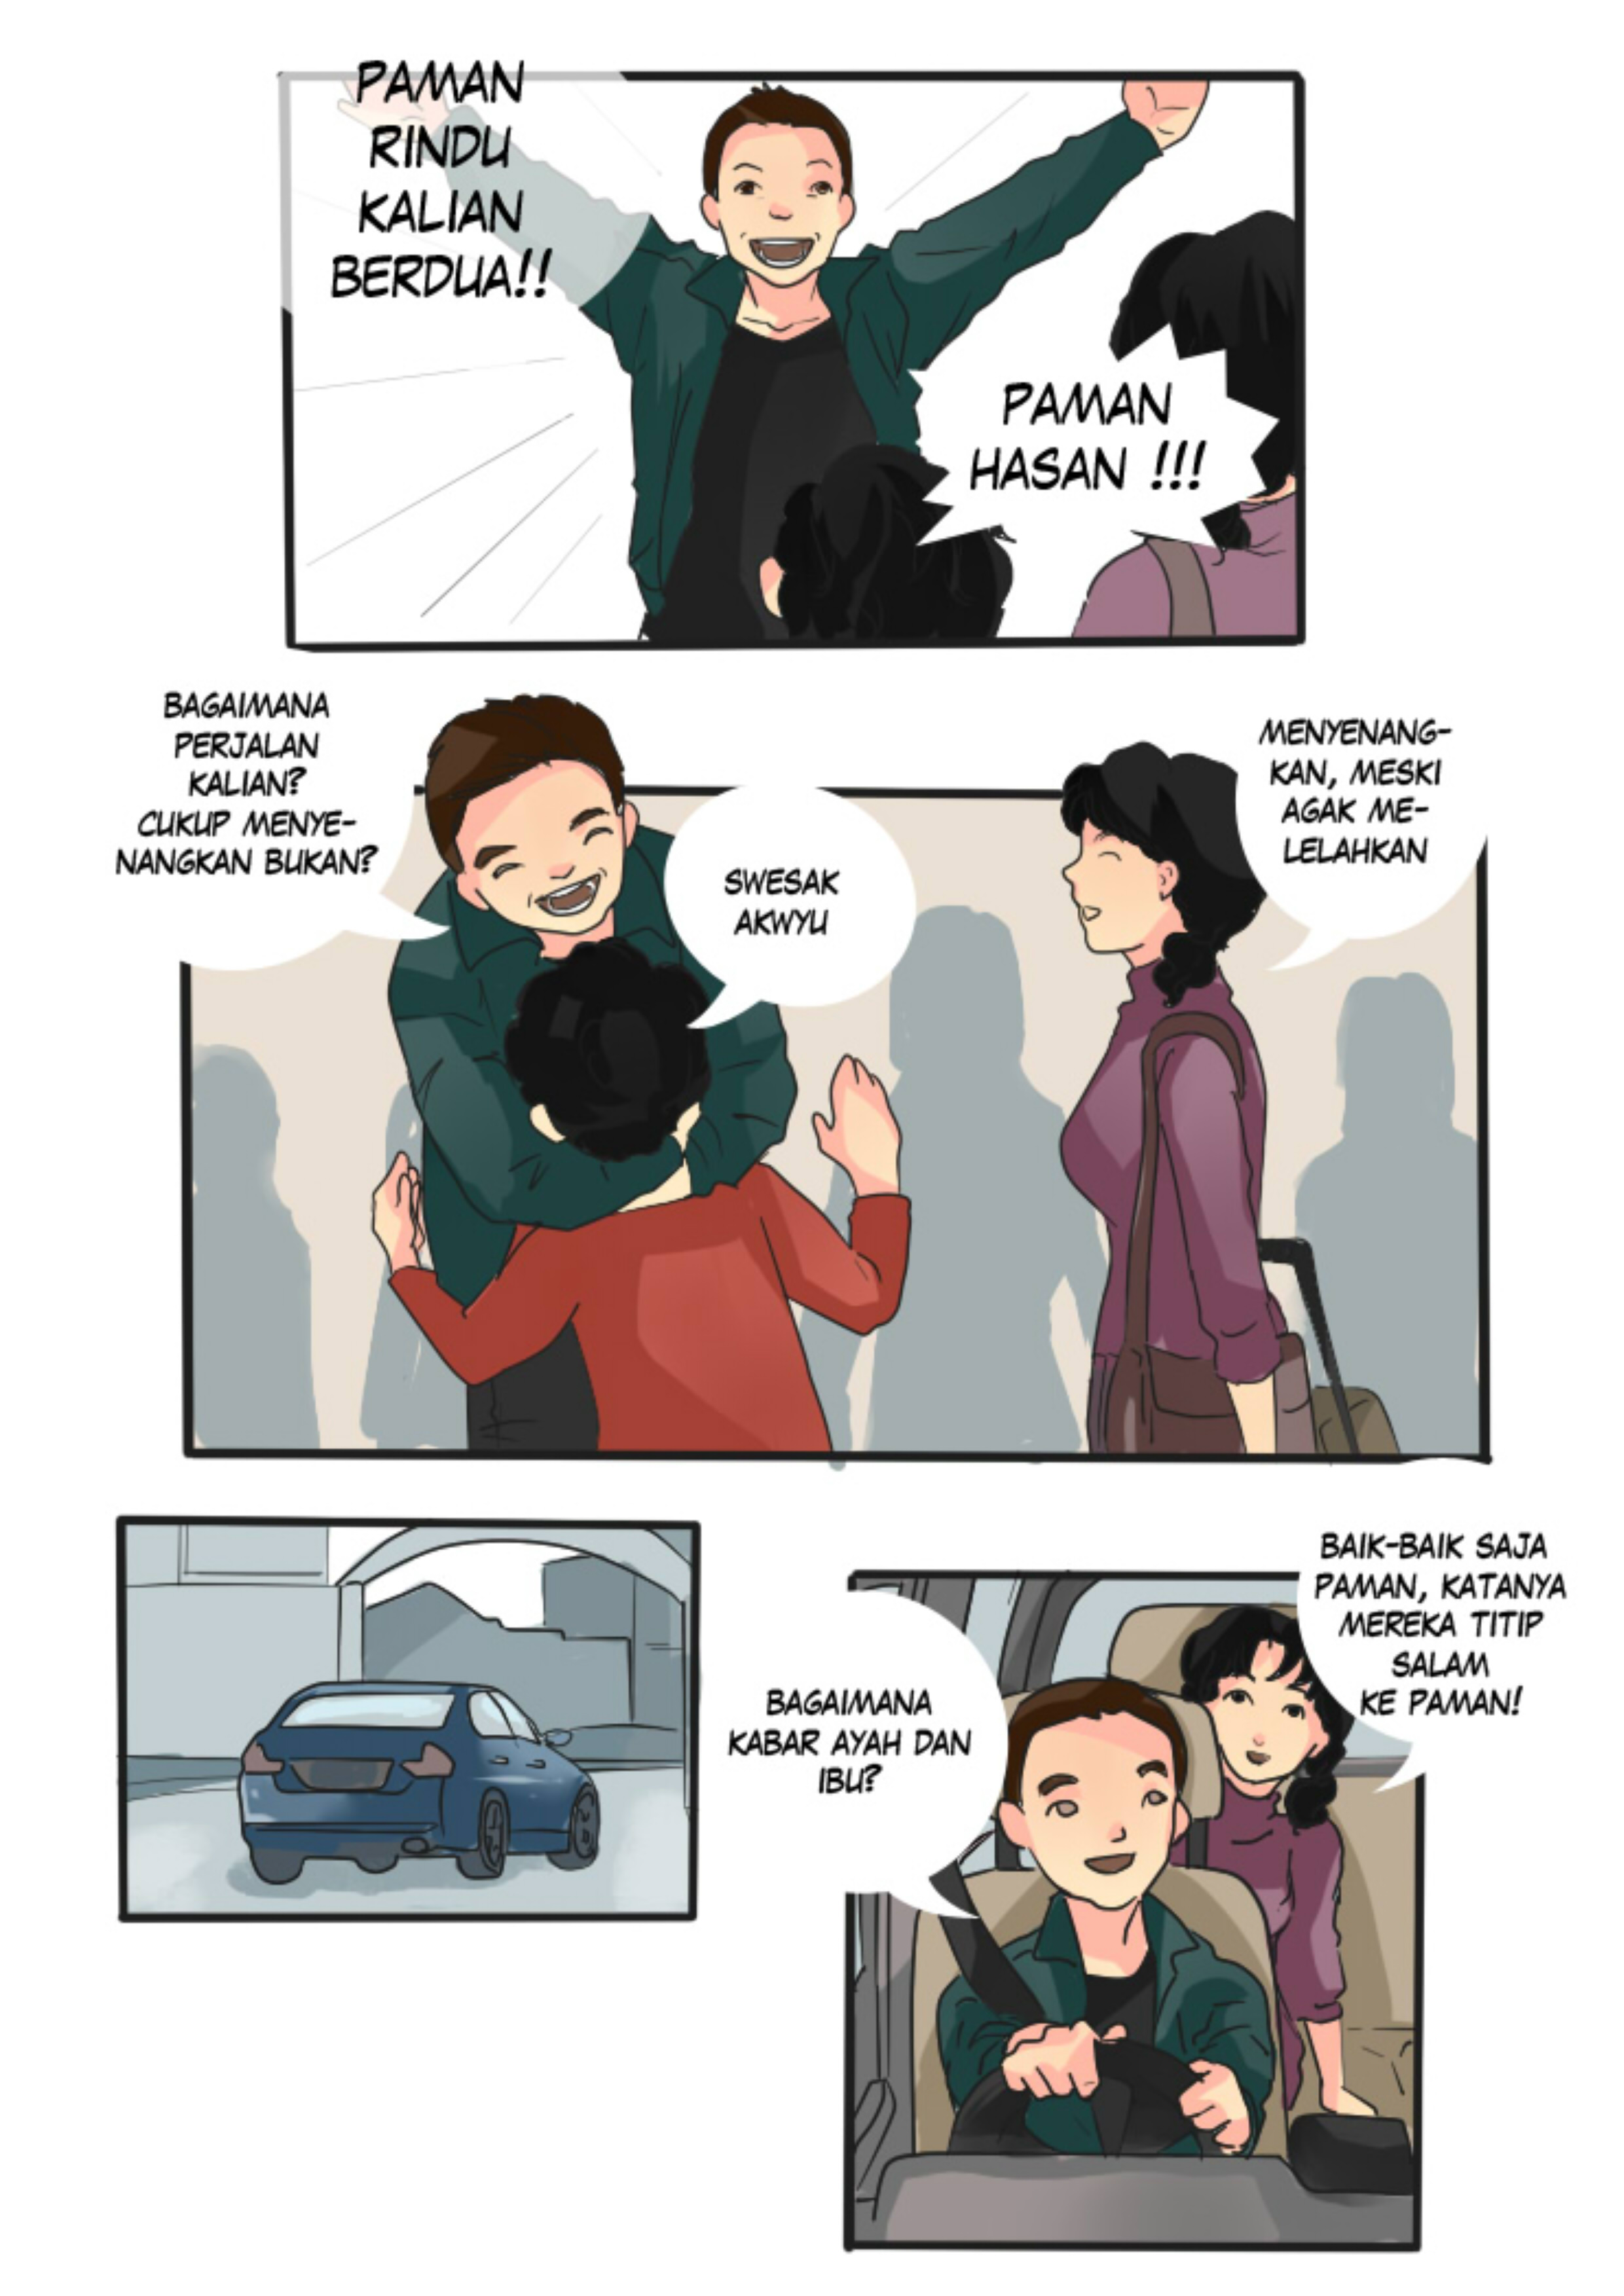 PAMAN
RINDU
KALIAN
BERDUA!!
PAMAN
HASAN !!!
BAGAIMANA
PERJALAN
KALIAN?
CUKUP MENYE-
NANGKAN BUKAN?
SWESAK
AKWYU
MENYENANG-
KAN, MESKI
AGAK ME-
LELAHKAN
BAGAIMANA
KABAR AYAH DAN
IBU?
BAIK-BAIK SAJA
PAMAN, KATANYA
MEREKA TITIP
SALAM
KE PAMAN!